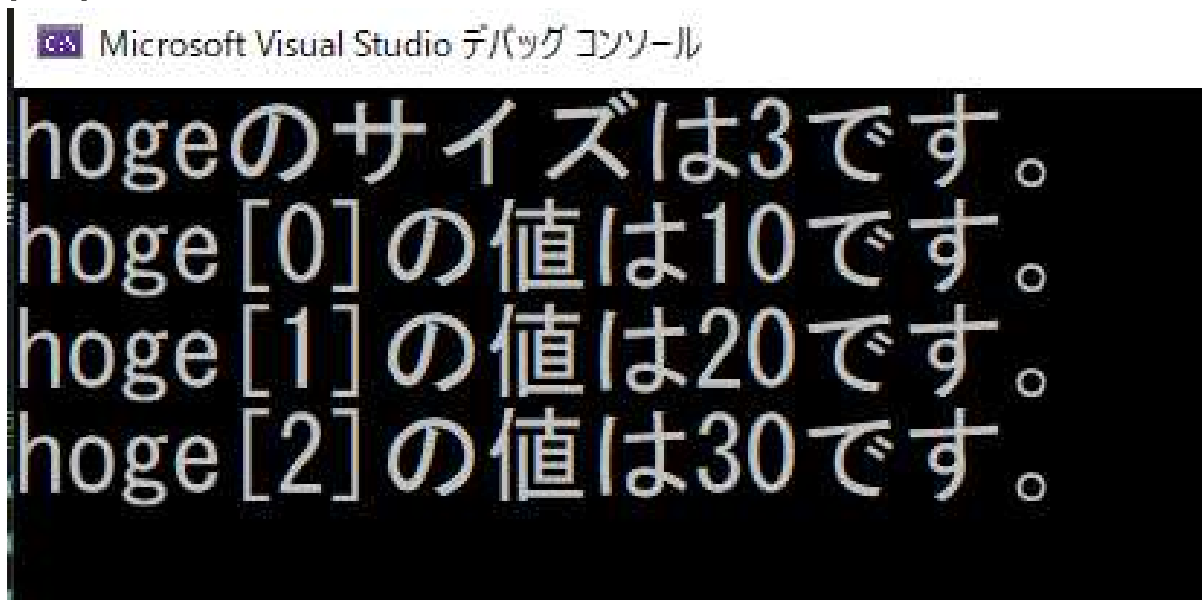 Microsoft Visual Studio デバッグ コンソール
hogeのサイズは3です。
hoge[0]の値は10です。
hoge[1]の値は20です。
hoge[2]の値は30です。